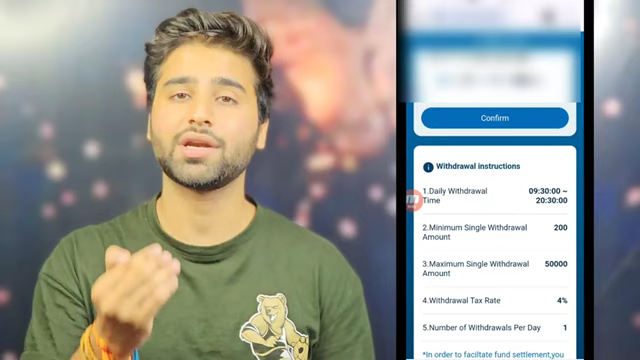 Confirm
Withdrawal instructions
1.Daily Withdrawal 09:30:00 ~
Time 20:30:00
2.Minimum Single Withdrawal 200
Amount
3.Maximum Single Withdrawal 50000
Amount
4.Withdrawal Tax Rate 4%
5.Number of Withdrawals Per Day 1
*In order to faciltate fund settlement,you